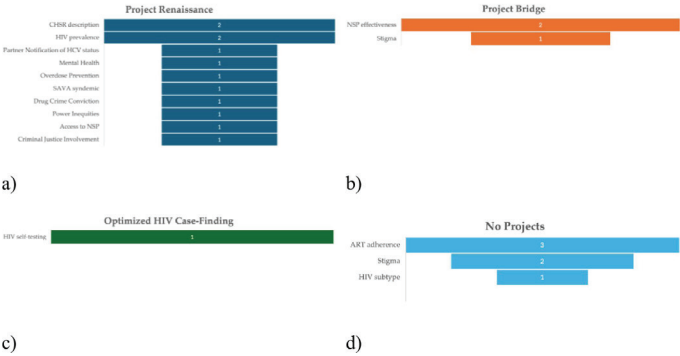 Project Renaissance
CHSR description 2
HIV prevalence 2
Partner Notification of HCV status 1
Mental Health 1
Overdose Prevention 1
SAVA syndemic 1
Drug Crime Conviction 1
Power Inequities 1
Access to NSP 1
Criminal Justice Involvement 1
a)
Project Bridge
NSP effectiveness 2
Stigma 1
b)
Optimized HIV Case-Finding
HIV self-testing 1
c)
No Projects
ART adherence 3
Stigma 2
HIV subtype 1
d)